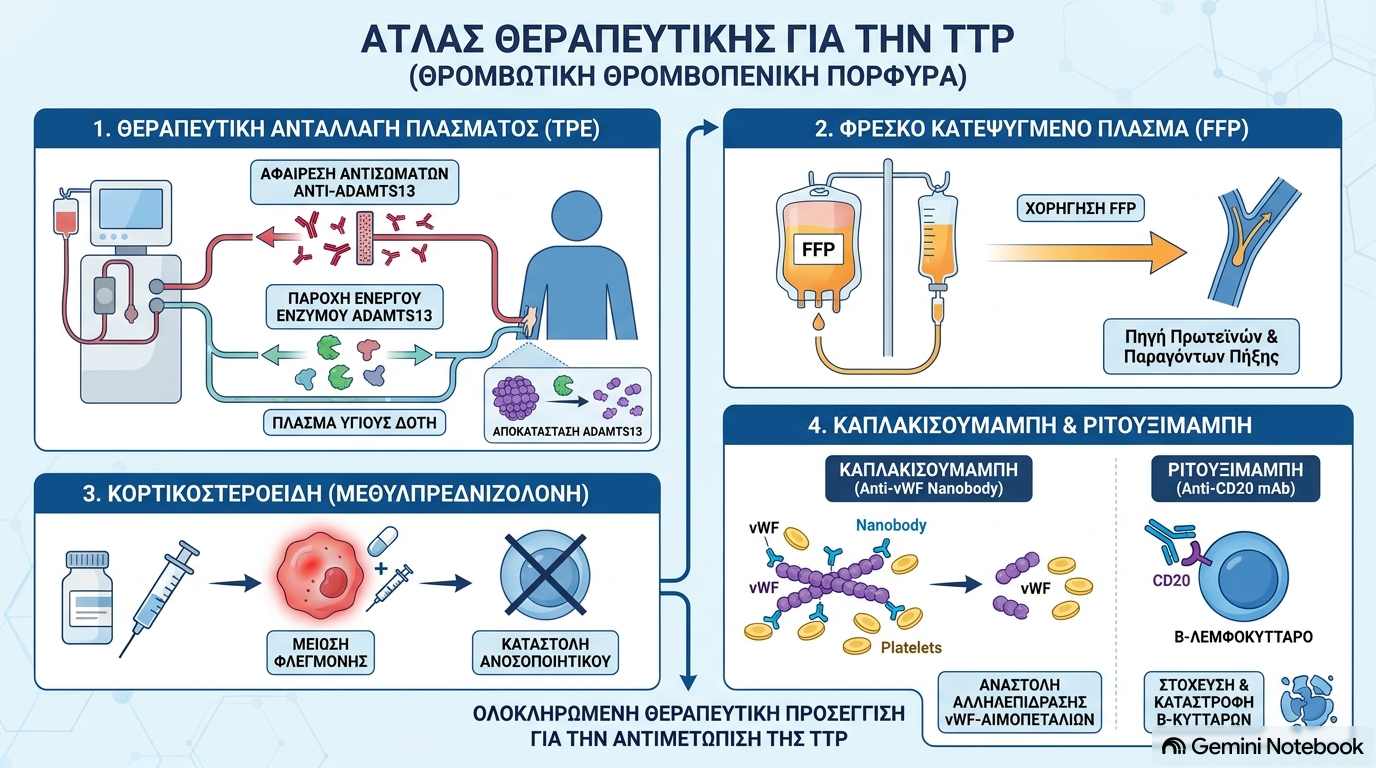 ΑΤΛΑΣ ΘΕΡΑΠΕΥΤΙΚΗΣ ΓΙΑ ΤΗΝ TTP
(ΘΡΟΜΒΩΤΙΚΗ ΘΡΟΜΒΟΠΕΝΙΚΗ ΠΟΡΦΥΡΑ)
1. ΘΕΡΑΠΕΥΤΙΚΗ ΑΝΤΑΛΛΑΓΗ ΠΛΑΣΜΑΤΟΣ (TPE)
ΑΦΑΙΡΕΣΗ ΑΝΤΙΣΩΜΑΤΩΝ
ANTI-ADAMTS13
ΠΑΡΟΧΗ ΕΝΕΡΓΟΥ
ΕΝΖΥΜΟΥ ADAMTS13
ΠΛΑΣΜΑ ΥΓΙΟΥΣ ΔΟΤΗ
ΑΠΟΚΑΤΑΣΤΑΣΗ ADAMTS13
2. ΦΡΕΣΚΟ ΚΑΤΕΨΥΓΜΕΝΟ ΠΛΑΣΜΑ (FFP)
FFP
ΧΟΡΗΓΗΣΗ FFP
Πηγή Πρωτεϊνών &
Παραγόντων Πήξης
3. ΚΟΡΤΙΚΟΣΤΕΡΟΕΙΔΗ (ΜΕΘΥΛΠΡΕΔΝΙΖΟΛΟΝΗ)
+
ΜΕΙΩΣΗ
ΦΛΕΓΜΟΝΗΣ
ΚΑΤΑΣΤΟΛΗ
ΑΝΟΣΟΠΟΙΗΤΙΚΟΥ
4. ΚΑΠΛΑΚΙΣΟΥΜΑΜΠΗ & ΡΙΤΟΥΞΙΜΑΜΠΗ
ΚΑΠΛΑΚΙΣΟΥΜΑΜΠΗ
(Anti-vWF Nanobody)
vWF
Nanobody
vWF
vWF
Platelets
ΑΝΑΣΤΟΛΗ
ΑΛΛΗΛΕΠΙΔΡΑΣΗΣ
vWF-ΑΙΜΟΠΕΤΑΛΙΩΝ
ΡΙΤΟΥΞΙΜΑΜΠΗ
(Anti-CD20 mAb)
CD20
Β-ΛΕΜΦΟΚΥΤΤΑΡΟ
ΣΤΟΧΕΥΣΗ &
ΚΑΤΑΣΤΡΟΦΗ
Β-ΚΥΤΤΑΡΩΝ
ΟΛΟΚΛΗΡΩΜΕΝΗ ΘΕΡΑΠΕΥΤΙΚΗ ΠΡΟΣΕΓΓΙΣΗ
ΓΙΑ ΤΗΝ ΑΝΤΙΜΕΤΩΠΙΣΗ ΤΗΣ TTP
Gemini Notebook